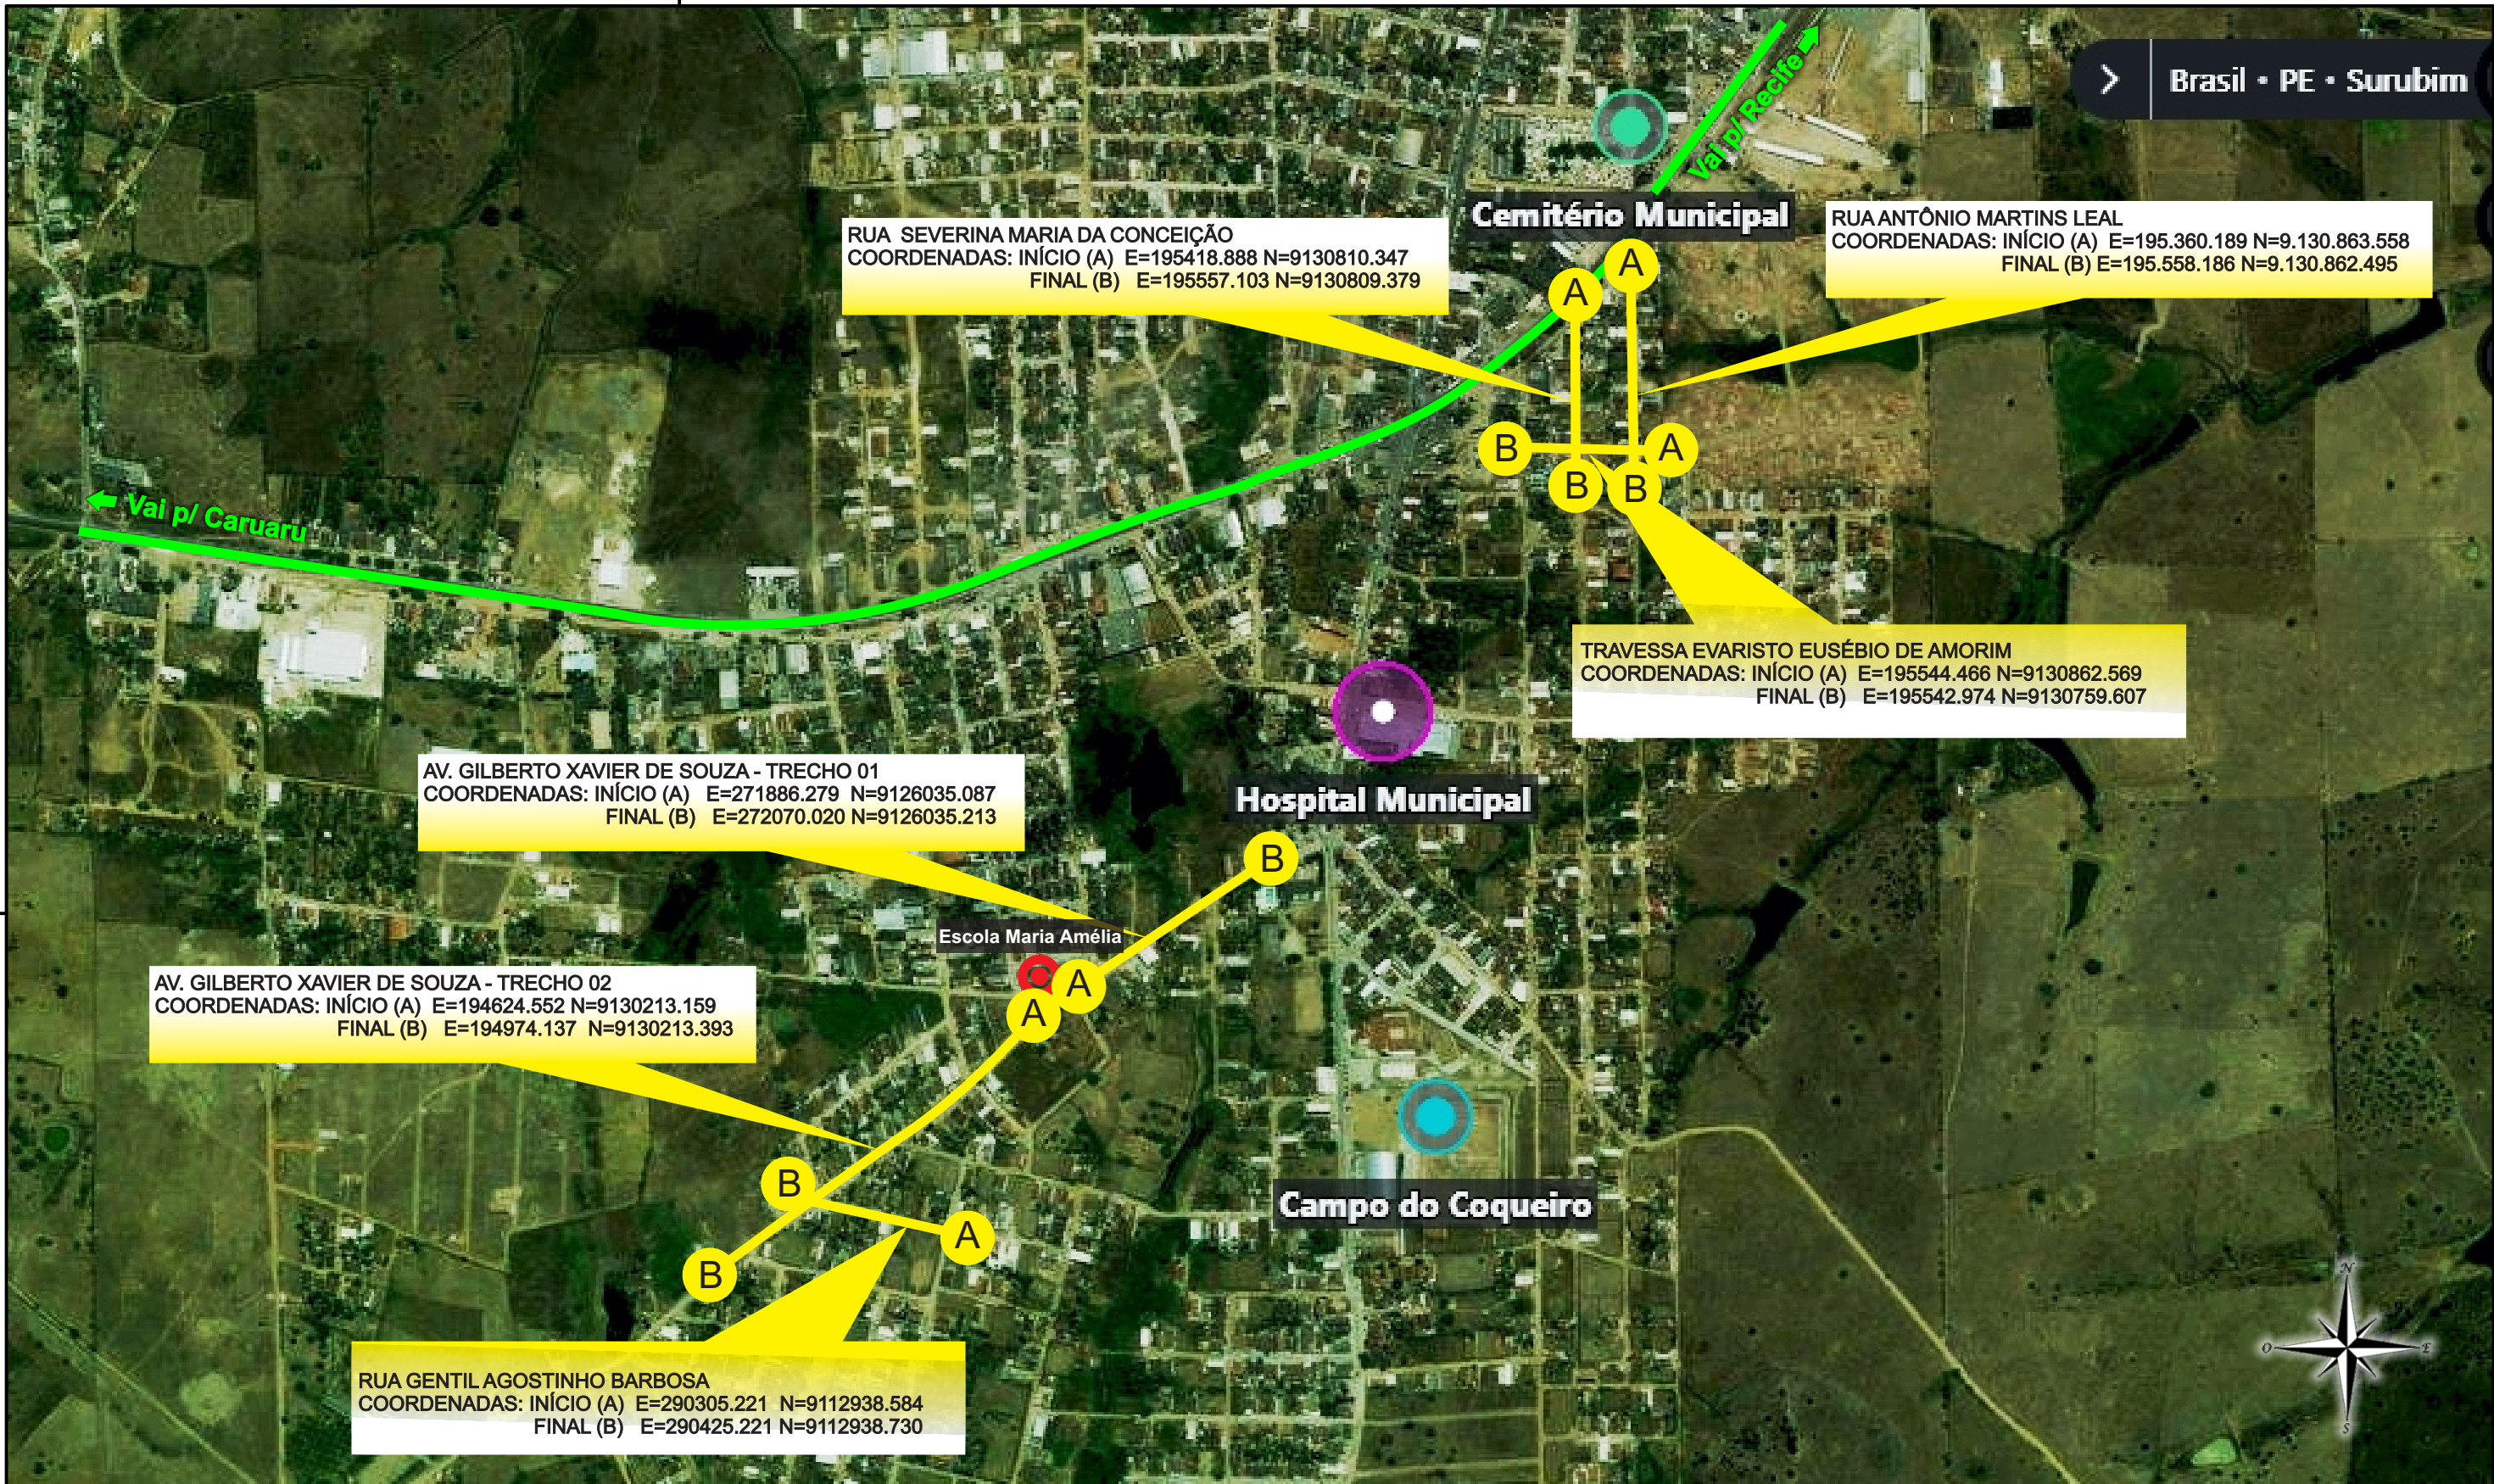 Brasil • PE • Surubim
Vai p/ Recife
Cemitério Municipal
RUA SEVERINA MARIA DA CONCEIÇÃO
COORDENADAS: INÍCIO (A) E=195418.888 N=9130810.347
FINAL (B) E=195557.103 N=9130809.379
RUA ANTÔNIO MARTINS LEAL
COORDENADAS: INÍCIO (A) E=195.360.189 N=9.130.863.558
FINAL (B) E=195.558.186 N=9.130.862.495
A
A
B
A
B
B
Vai p/ Caruaru
TRAVESSA EVARISTO EUSÉBIO DE AMORIM
COORDENADAS: INÍCIO (A) E=195544.466 N=9130862.569
FINAL (B) E=195542.974 N=9130759.607
Hospital Municipal
AV. GILBERTO XAVIER DE SOUZA - TRECHO 01
COORDENADAS: INÍCIO (A) E=271886.279 N=9126035.087
FINAL (B) E=272070.020 N=9126035.213
B
Escola Maria Amélia
A
A
AV. GILBERTO XAVIER DE SOUZA - TRECHO 02
COORDENADAS: INÍCIO (A) E=194624.552 N=9130213.159
FINAL (B) E=194974.137 N=9130213.393
B
A
B
Campo do Coqueiro
RUA GENTIL AGOSTINHO BARBOSA
COORDENADAS: INÍCIO (A) E=290305.221 N=9112938.584
FINAL (B) E=290425.221 N=9112938.730
N
O
E
S